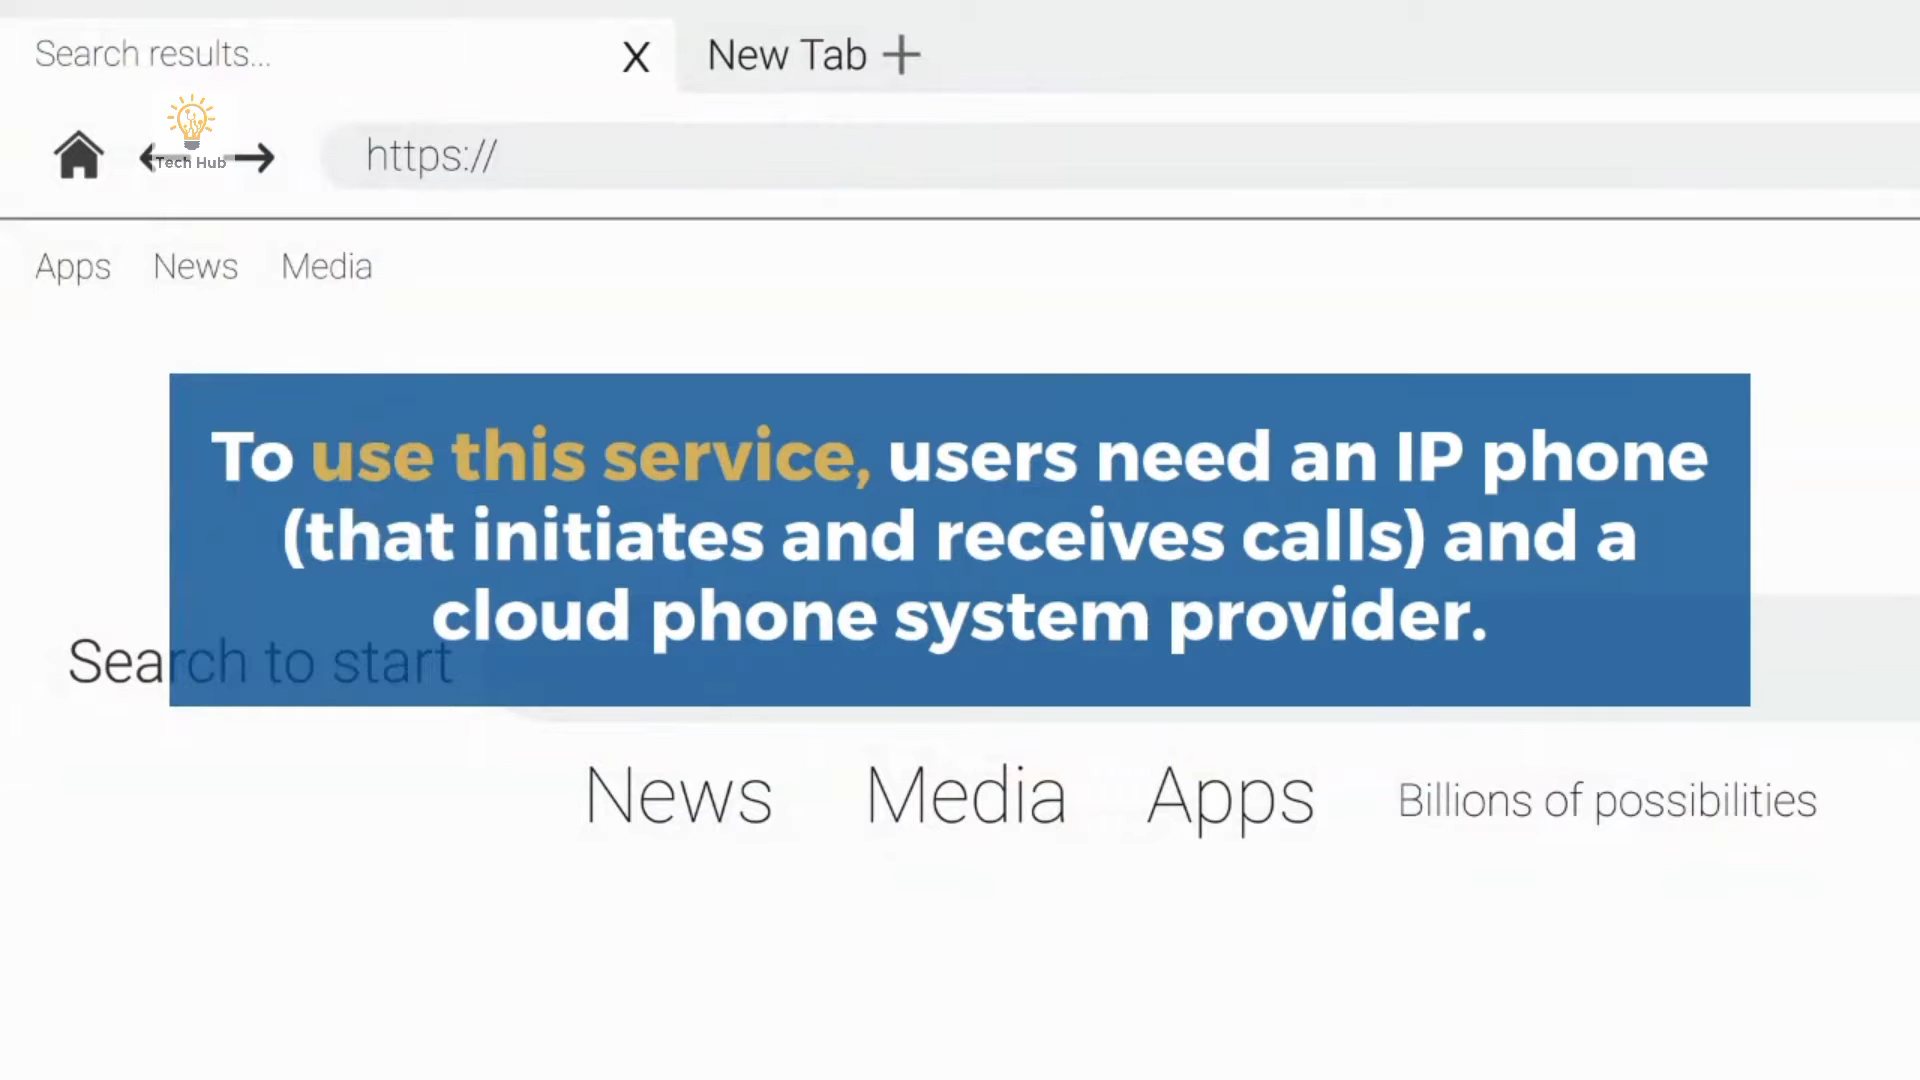 Search results...
X
New Tab +
Tech Hub
https://
Apps News Media
To use this service, users need an IP phone
(that initiates and receives calls) and a
cloud phone system provider.
Search to start
News Media Apps Billions of possibilities